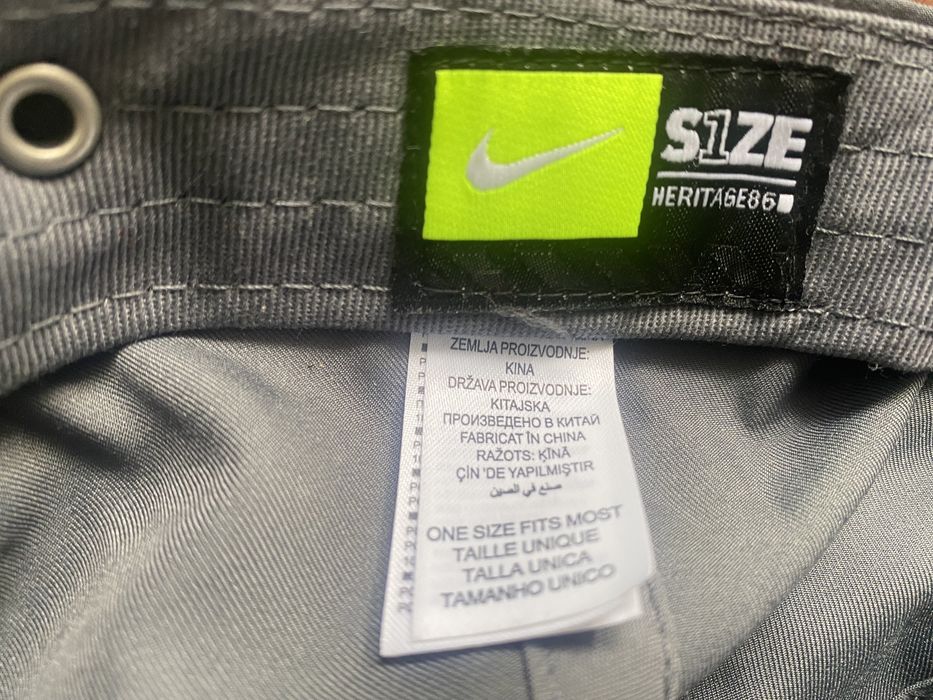 S1ZE
HERITAGE86
ZEMLJA PROIZVODNJE:
KINA
DRŽAVA PROIZVODNJE:
KITAJSKA
ПРОИЗВЕДЕНО В КИТАЙ
FABRICAT ÎN CHINA
RAŽOTS: ĶĪNĀ
ÇİN 'DE YAPILMIŞTIR
صنع في الصين
ONE SIZE FITS MOST
TAILLE UNIQUE
TALLA UNICA
TAMANHO UNICO